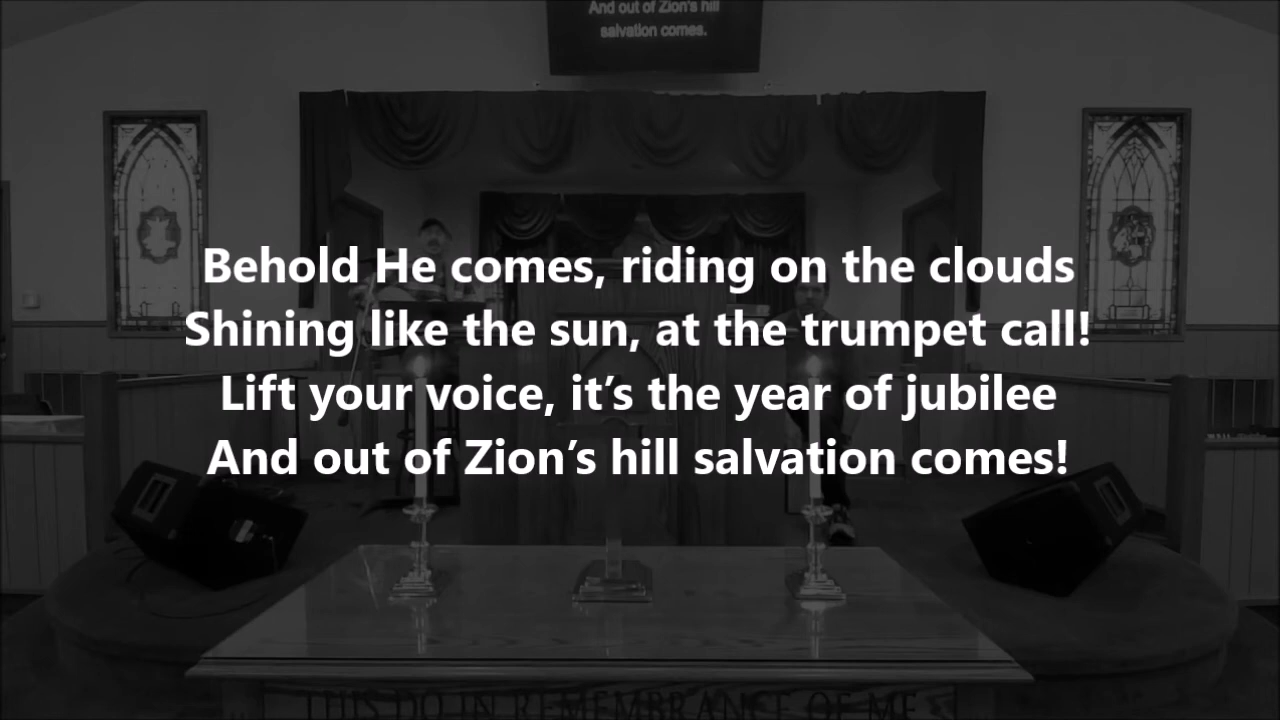 And out of Zion's hill
salvation comes.
Behold He comes, riding on the clouds
Shining like the sun, at the trumpet call!
Lift your voice, it’s the year of jubilee
And out of Zion’s hill salvation comes!
THIS DO IN REMEMBRANCE OF ME